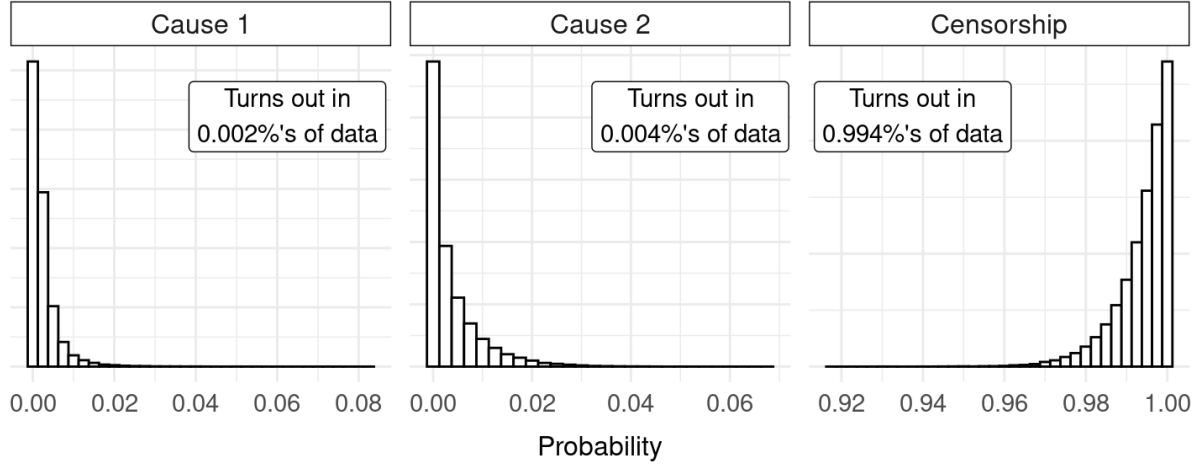 Cause 1
Cause 2
Censorship
Turns out in
0.002%'s of data
Turns out in
0.004%'s of data
Turns out in
0.994%'s of data
0.00 0.02 0.04 0.06 0.08
0.00 0.02 0.04 0.06
0.92 0.94 0.96 0.98 1.00
Probability